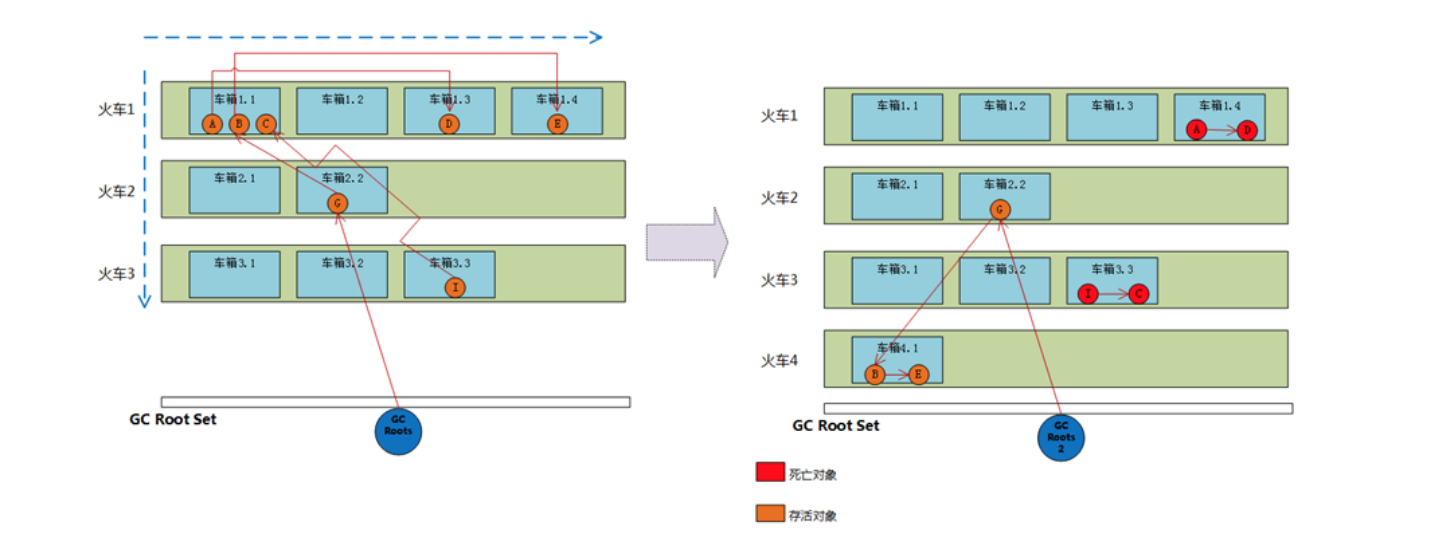 火车1
车箱1.1
车箱1.2
车箱1.3
车箱1.4
A
B
C
D
E
火车2
车箱2.1
车箱2.2
G
火车3
车箱3.1
车箱3.2
车箱3.3
I
GC Root Set
GC
Roots
火车1
车箱1.1
车箱1.2
车箱1.3
车箱1.4
A
D
火车2
车箱2.1
车箱2.2
G
火车3
车箱3.1
车箱3.2
车箱3.3
I
C
火车4
车箱4.1
B
E
GC Root Set
GC
Roots
2
死亡对象
存活对象